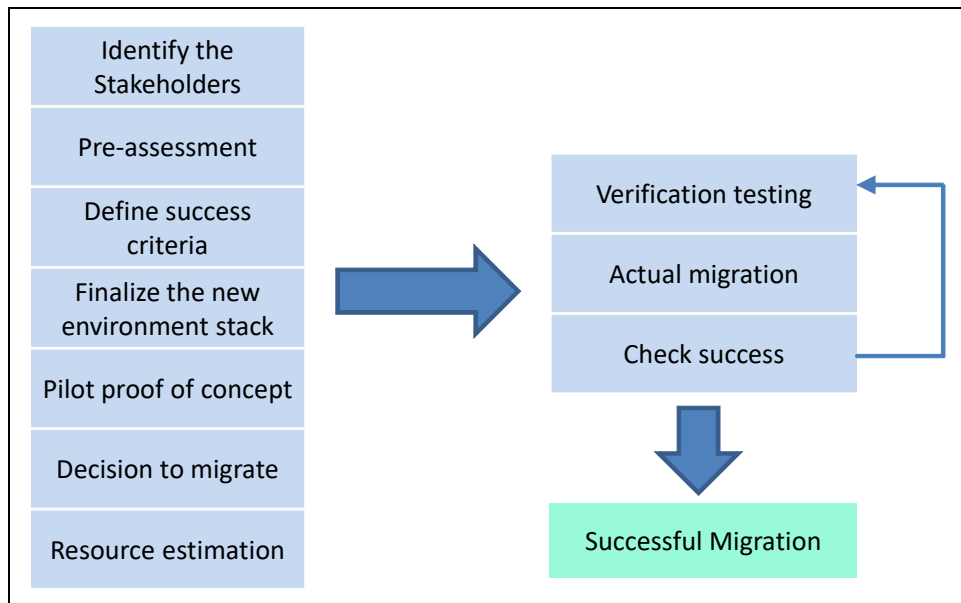 Identify the
Stakeholders
Pre-assessment
Define success
criteria
Finalize the new
environment stack
Pilot proof of concept
Decision to migrate
Resource estimation
Verification testing
Actual migration
Check success
Successful Migration